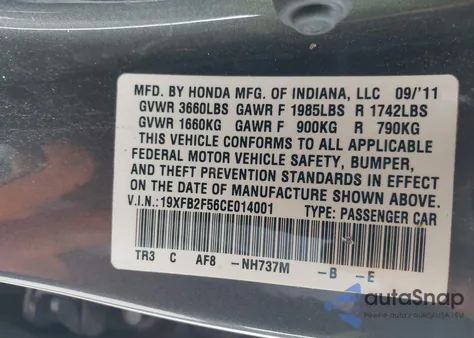 MFD. BY HONDA MFG. OF INDIANA, LLC 09/'11
GVWR 3660LBS GAWR F 1985LBS R 1742LBS
GVWR 1660KG GAWR F 900KG R 790KG
THIS VEHICLE CONFORMS TO ALL APPLICABLE
FEDERAL MOTOR VEHICLE SAFETY, BUMPER,
AND THEFT PREVENTION STANDARDS IN EFFECT
ON THE DATE OF MANUFACTURE SHOWN ABOVE.
V.I.N.:19XFB2F56CE014001 TYPE: PASSENGER CAR
TR3 C AF8 -NH737M -B -E
autaSnap